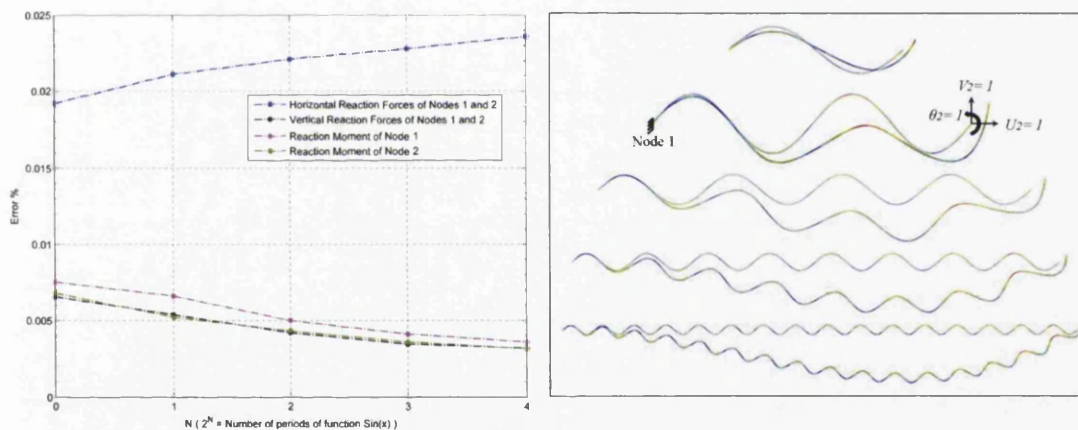 0.025
0.02
0.015
0.01
0.005
0
Error %
Horizontal Reaction Forces of Nodes 1 and 2
Vertical Reaction Forces of Nodes 1 and 2
Reaction Moment of Node 1
Reaction Moment of Node 2
0 1 2 3 4
N ( 2^N = Number of periods of function Sin(x) )
V2= 1
θ2= 1
U2= 1
Node 1